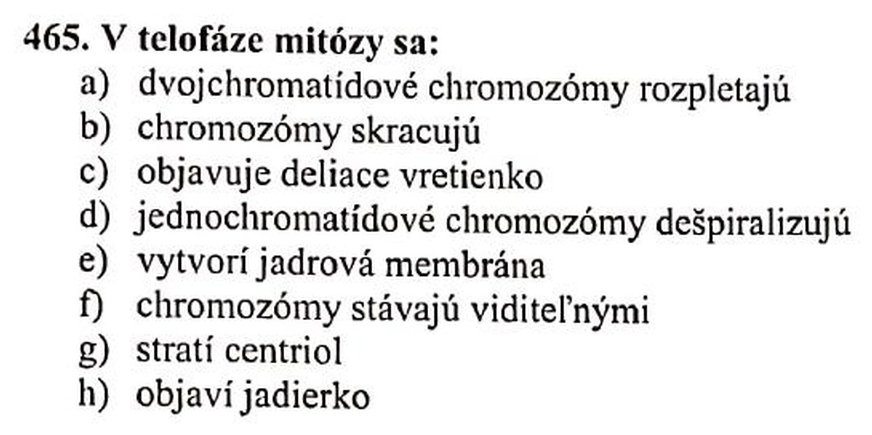 465. V telofáze mitózy sa:
a) dvojchromatídové chromozómy rozpletajú
b) chromozómy skracujú
c) objavuje deliace vretienko
d) jednochromatídové chromozómy dešpiralizujú
e) vytvorí jadrová membrána
f) chromozómy stávajú viditeľnými
g) stratí centriol
h) objaví jadierko